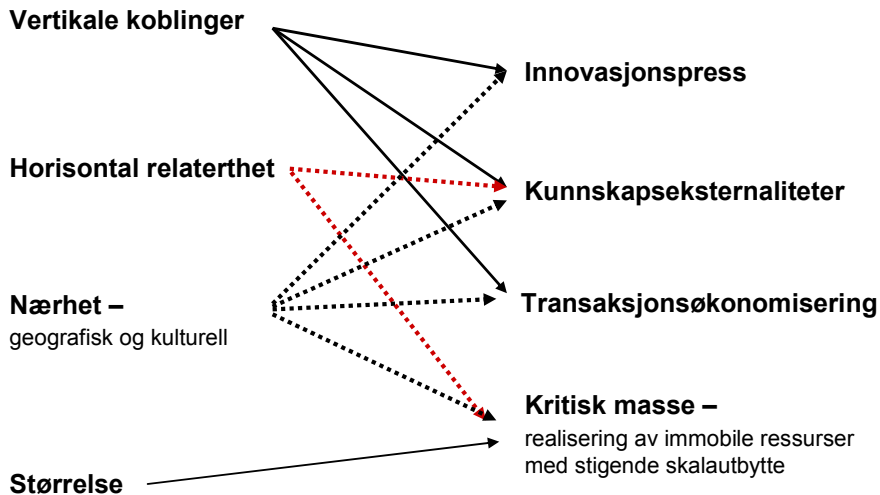 Vertikale koblinger
Innovasjonspress
Horisontal relaterthet
Kunnskapseksternaliteter
Nærhet –
geografisk og kulturell
Transaksjonsøkonomisering
Kritisk masse –
realisering av immobile ressurser
med stigende skalautbytte
Størrelse